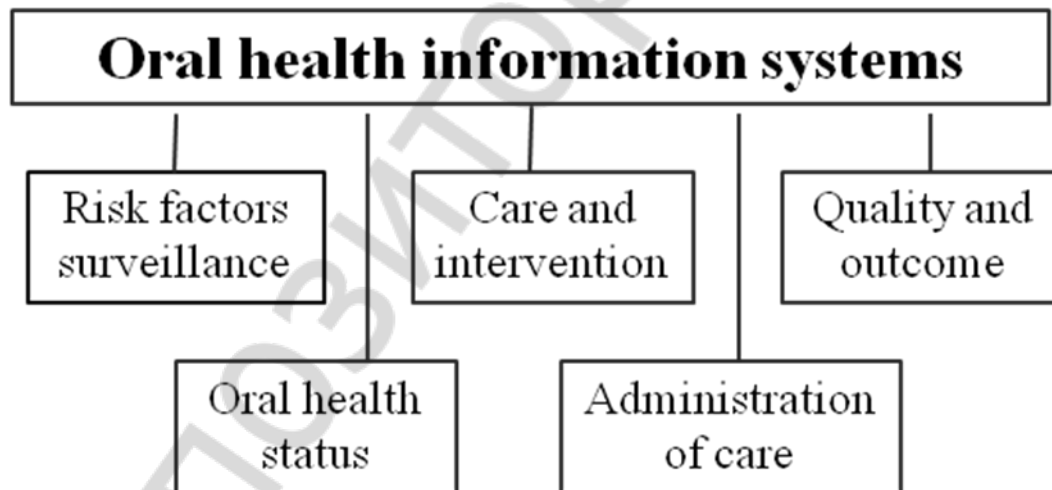 Oral health information systems
Risk factors
surveillance
Care and
intervention
Quality and
outcome
Oral health
status
Administration
of care
позитор